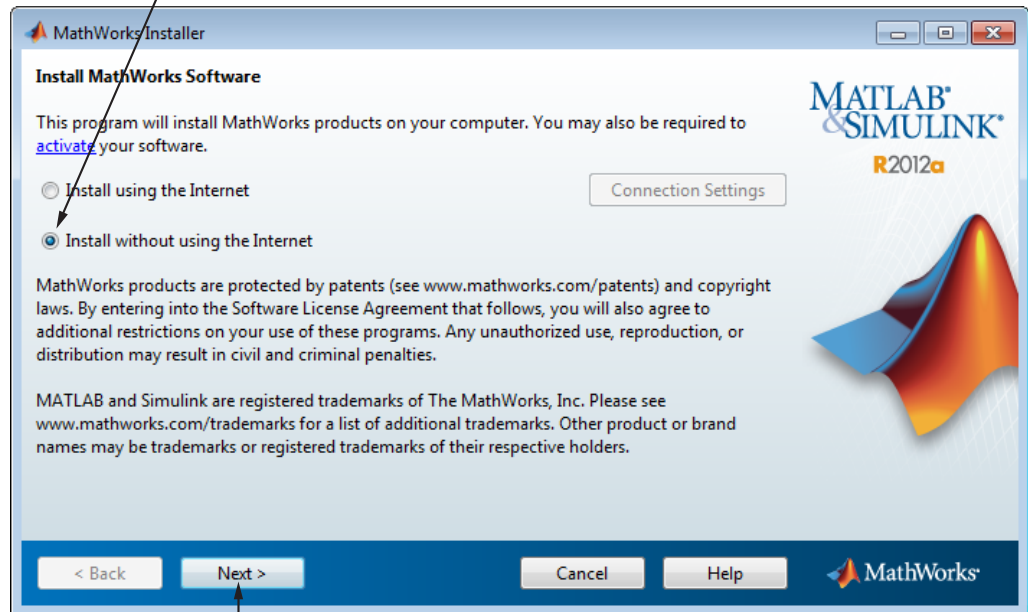 MathWorks Installer
Install MathWorks Software
This program will install MathWorks products on your computer. You may also be required to
activate your software.
Install using the Internet
Connection Settings
Install without using the Internet
MathWorks products are protected by patents (see www.mathworks.com/patents) and copyright
laws. By entering into the Software License Agreement that follows, you will also agree to
additional restrictions on your use of these programs. Any unauthorized use, reproduction, or
distribution may result in civil and criminal penalties.
MATLAB and Simulink are registered trademarks of The MathWorks, Inc. Please see
www.mathworks.com/trademarks for a list of additional trademarks. Other product or brand
names may be trademarks or registered trademarks of their respective holders.
MATLAB®
&SIMULINK®
R2012a
< Back
Next >
Cancel
Help
MathWorks®